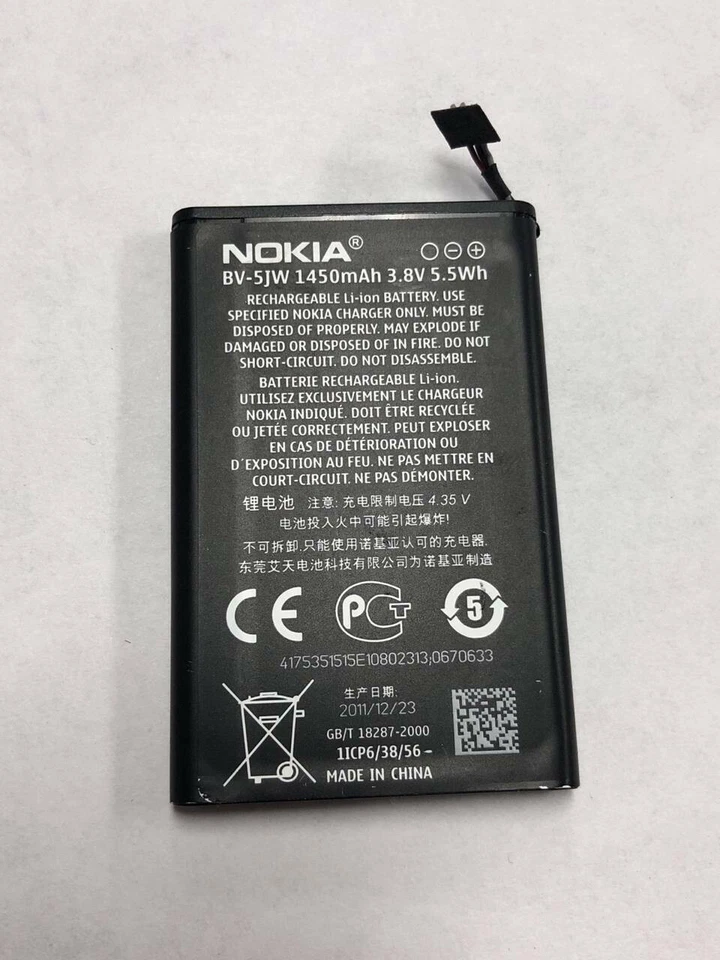 NOKIA®
BV-5JW 1450mAh 3.8V 5.5Wh
RECHARGEABLE Li-ion BATTERY. USE
SPECIFIED NOKIA CHARGER ONLY. MUST BE
DISPOSED OF PROPERLY. MAY EXPLODE IF
DAMAGED OR DISPOSED OF IN FIRE. DO NOT
SHORT-CIRCUIT. DO NOT DISASSEMBLE.
BATTERIE RECHARGEABLE Li-ion.
UTILISEZ EXCLUSIVEMENT LE CHARGEUR
NOKIA INDIQUÉ. DOIT ÊTRE RECYCLÉE
OU JETÉE CORRECTEMENT. PEUT EXPLOSER
EN CAS DE DÉTÉRIORATION OU
D´EXPOSITION AU FEU. NE PAS METTRE EN
COURT-CIRCUIT. NE PAS DÉMONTER.
锂电池 注意: 充电限制电压 4.35 V
电池投入火中可能引起爆炸!
不可拆卸.只能使用诺基亚认可的充电器.
东莞艾天电池科技有限公司为诺基亚制造
CE PCT 5
4175351515E10802313;0670633
生产日期:
2011/12/23
GB/T 18287-2000
1ICP6/38/56 –
MADE IN CHINA